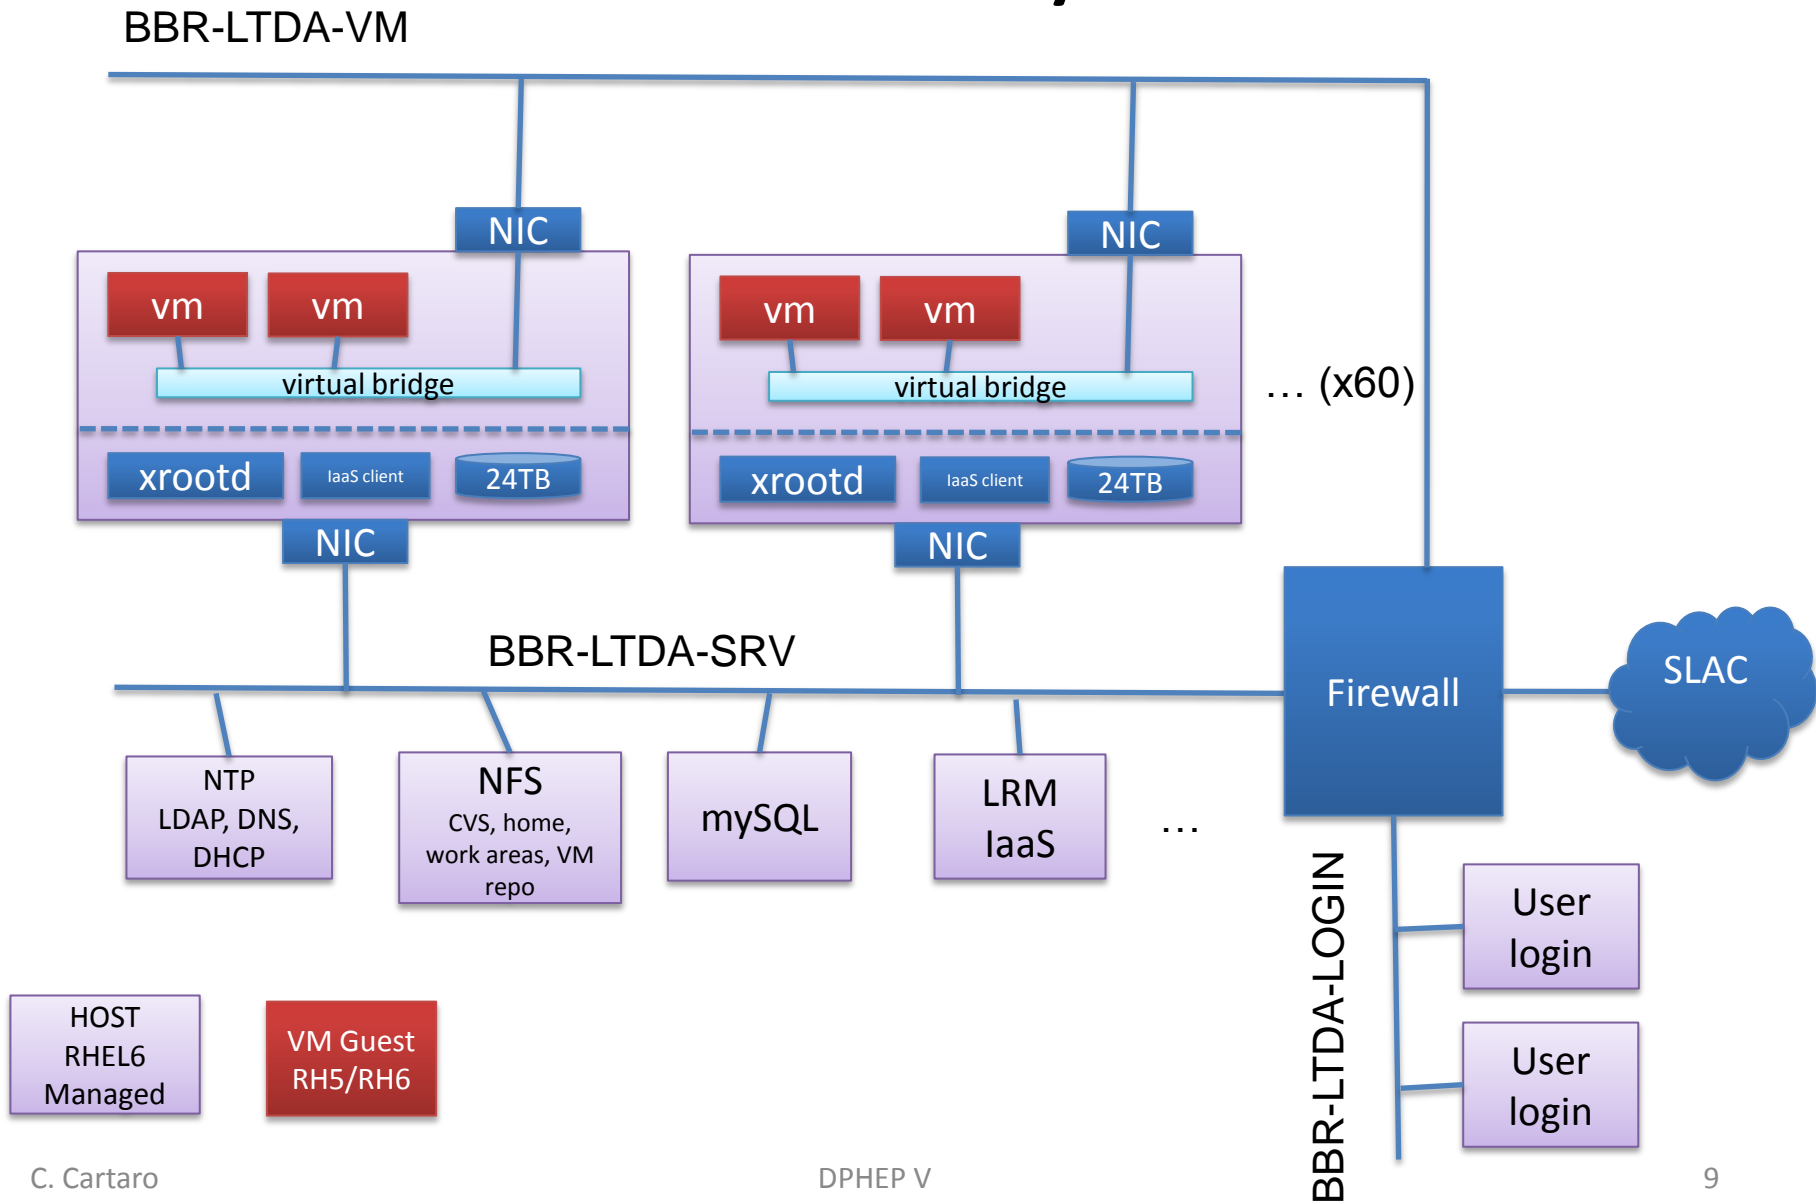 BBR-LTDA-VM
NIC
NIC
vm
vm
virtual bridge
xrootd
IaaS client
24TB
NIC
vm
vm
virtual bridge
xrootd
IaaS client
24TB
NIC
... (x60)
BBR-LTDA-SRV
Firewall
SLAC
NTP
LDAP, DNS,
DHCP
NFS
CVS, home,
work areas, VM
repo
mySQL
LRM
IaaS
...
BBR-LTDA-LOGIN
User
login
User
login
HOST
RHEL6
Managed
VM Guest
RH5/RH6
C. Cartaro
DPHEP V
9